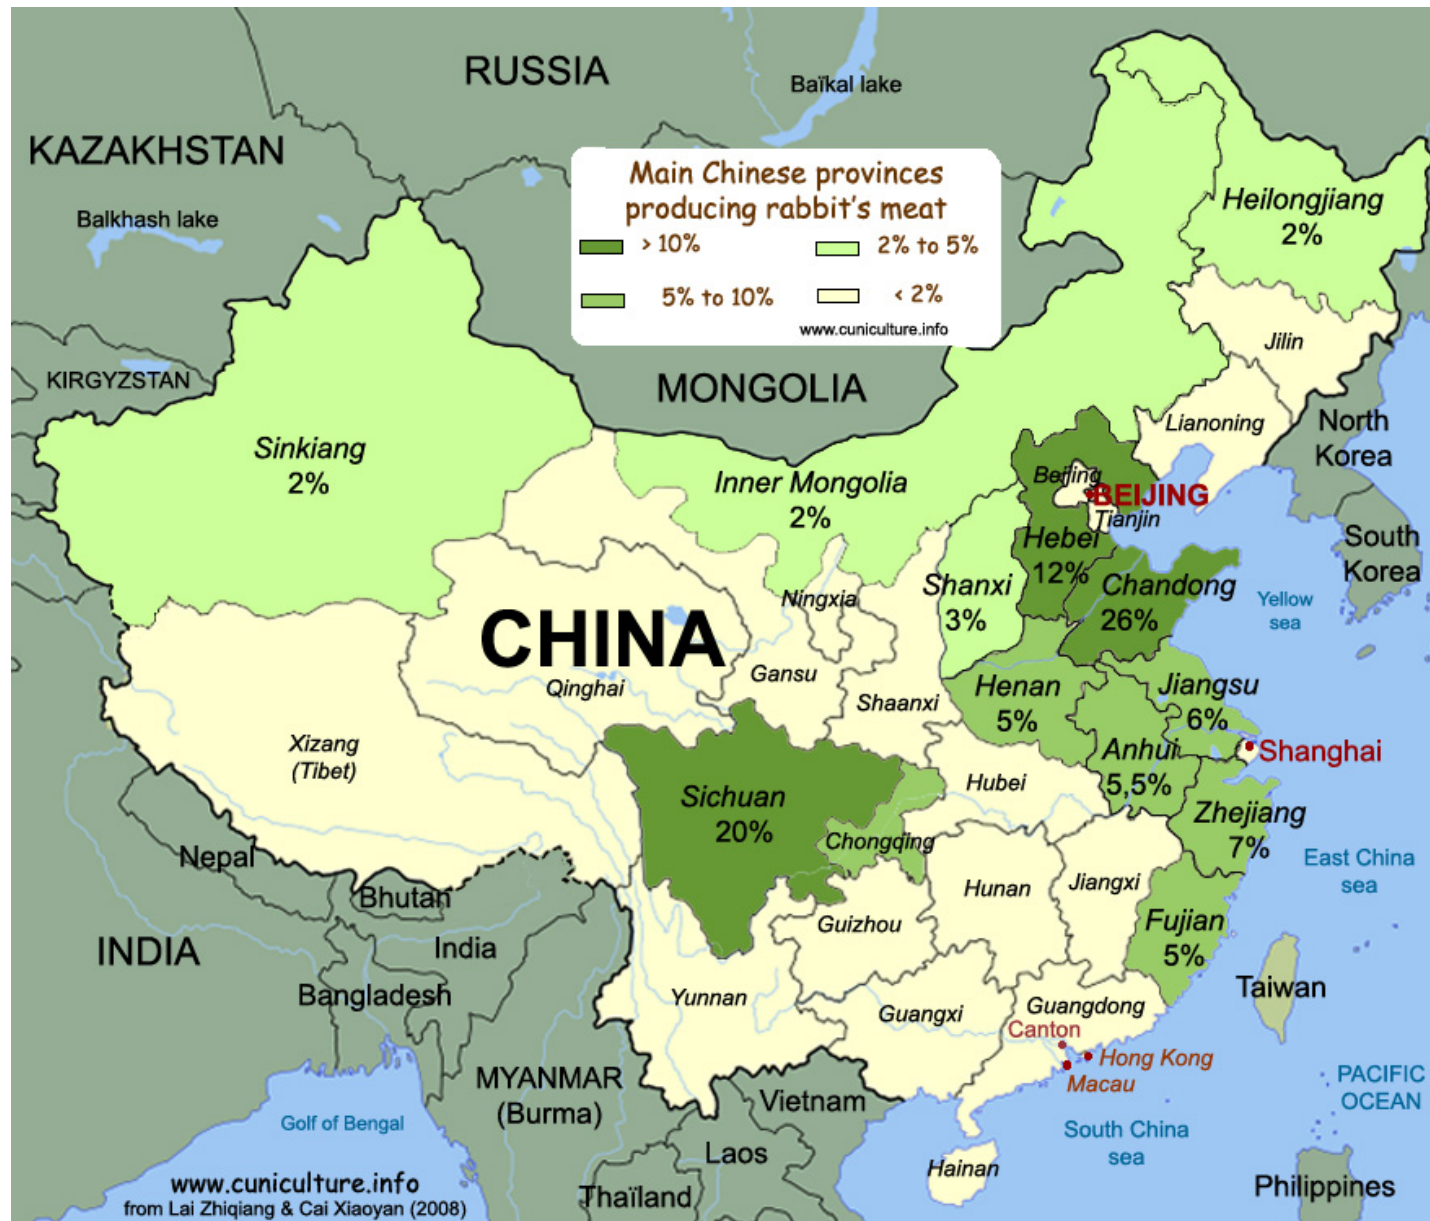 RUSSIA
Baïkal lake
KAZAKHSTAN
Balkhash lake
Main Chinese provinces
producing rabbit's meat
> 10%
2% to 5%
5% to 10%
< 2%
www.cuniculture.info
Heilongjiang
2%
Jilin
KIRGYZSTAN
MONGOLIA
Lianoning
North
Korea
Sinkiang
2%
Inner Mongolia
2%
Beijing
BEIJING
Tianjin
Hebei
12%
South
Korea
Shanxi
3%
Chandong
26%
Yellow
sea
Ningxia
CHINA
Qinghai
Gansu
Shaanxi
Henan
5%
Jiangsu
6%
Xizang
(Tibet)
Anhui
5,5%
Shanghai
Hubei
Sichuan
20%
Chongqing
Zhejiang
7%
Nepal
Bhutan
East China
sea
Hunan
Jiangxi
INDIA
India
Guizhou
Fujian
5%
Bangladesh
Yunnan
Guangxi
Guangdong
Taiwan
Canton
Hong Kong
Macau
MYANMAR
(Burma)
Vietnam
PACIFIC
OCEAN
Golf of Bengal
Laos
South China
sea
Hainan
www.cuniculture.info
from Lai Zhiqiang & Cai Xiaoyan (2008)
Thaïland
Philippines